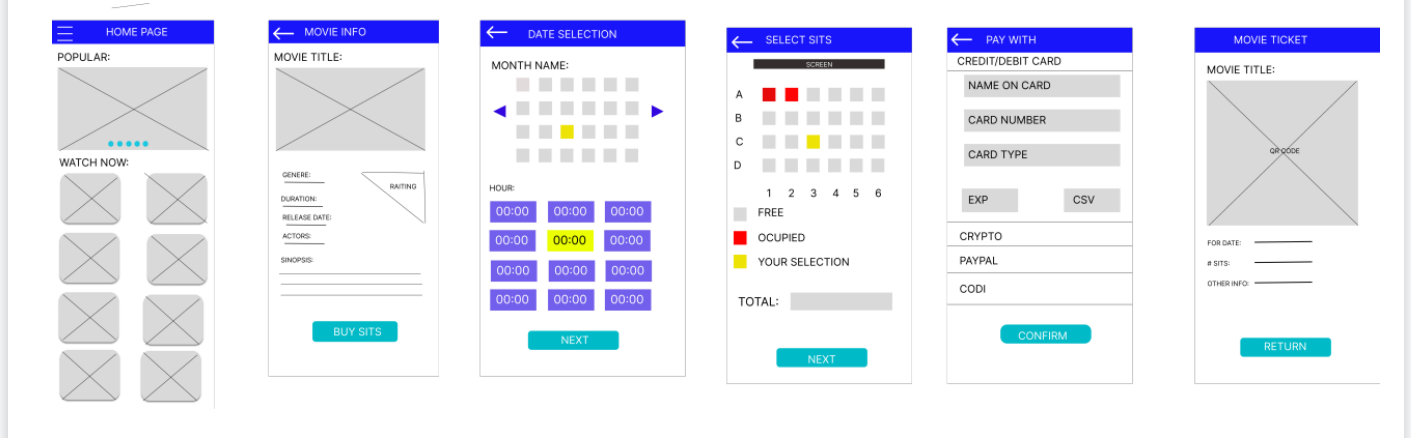 HOME PAGE
POPULAR:
WATCH NOW:
MOVIE INFO
MOVIE TITLE:
GENERE:
RAITING
DURATION:
RELEASE DATE:
ACTORS:
SINOPSIS:
BUY SITS
DATE SELECTION
MONTH NAME:
HOUR:
00:00 00:00 00:00
00:00 00:00 00:00
00:00 00:00 00:00
00:00 00:00 00:00
NEXT
SELECT SITS
SCREEN
A
B
C
D
1 2 3 4 5 6
FREE
OCUPIED
YOUR SELECTION
TOTAL:
NEXT
PAY WITH
CREDIT/DEBIT CARD
NAME ON CARD
CARD NUMBER
CARD TYPE
EXP CSV
CRYPTO
PAYPAL
CODI
CONFIRM
MOVIE TICKET
MOVIE TITLE:
QR CODE
FOR DATE:
# SITS:
OTHER INFO:
RETURN